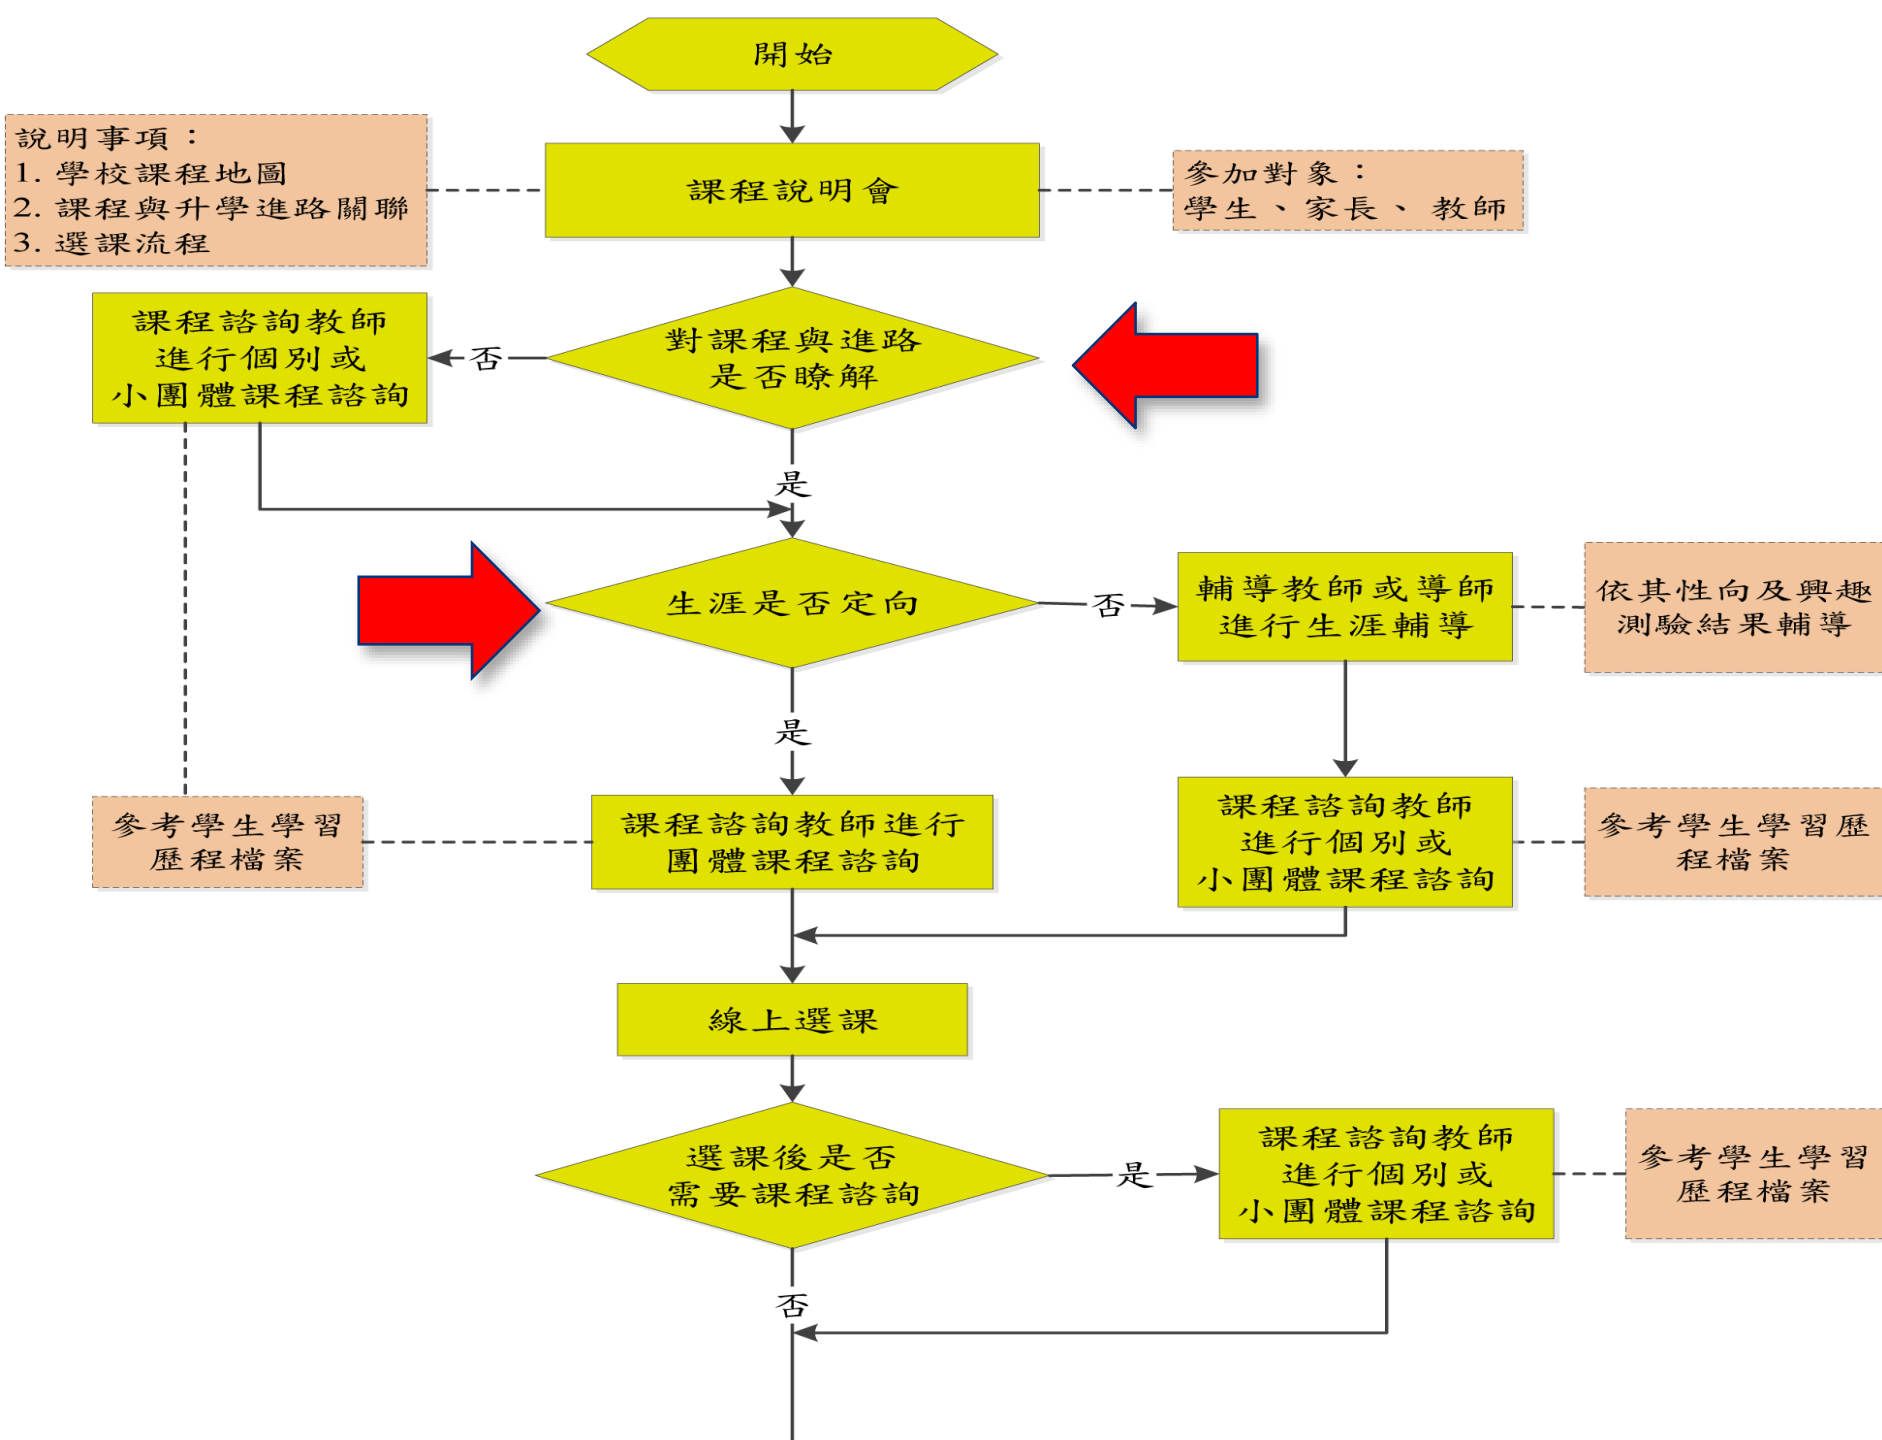 開始
說明事項：
1. 學校課程地圖
2. 課程與升學進路關聯
3. 選課流程
課程說明會
參加對象：
學生、家長、教師
課程諮詢教師
進行個別或
小團體課程諮詢
否
對課程與進路
是否瞭解
是
生涯是否定向
否
輔導教師或導師
進行生涯輔導
依其性向及興趣
測驗結果輔導
是
參考學生學習
歷程檔案
課程諮詢教師進行
團體課程諮詢
課程諮詢教師
進行個別或
小團體課程諮詢
參考學生學習歷
程檔案
線上選課
選課後是否
需要課程諮詢
是
課程諮詢教師
進行個別或
小團體課程諮詢
參考學生學習
歷程檔案
否